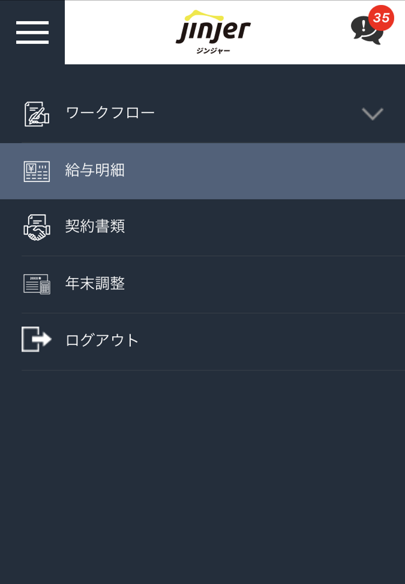 jinjer
ジンジャー
35
ワークフロー
給与明細
契約書類
年末調整
ログアウト